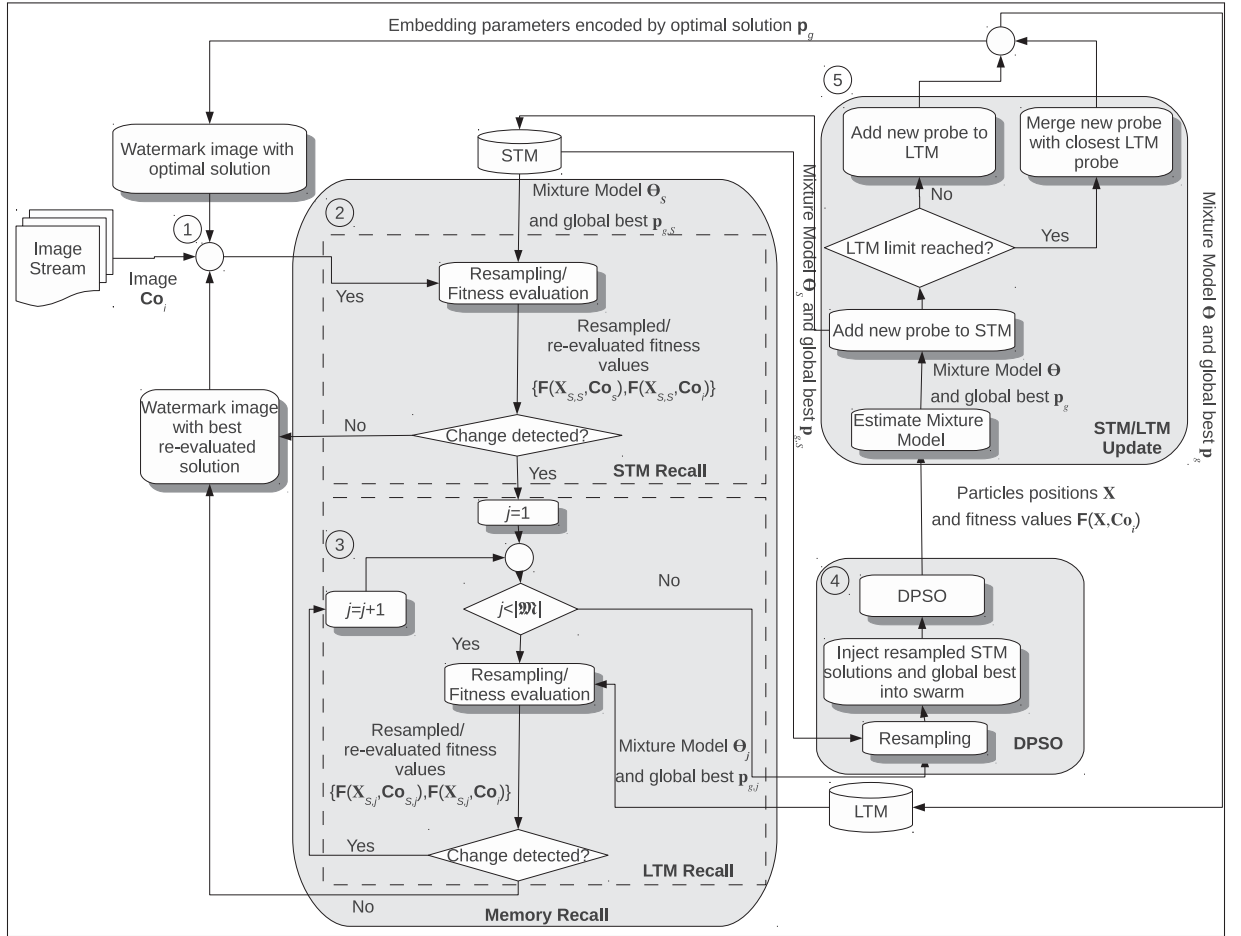 Embedding parameters encoded by optimal solution p_g
5
Add new probe to
LTM
Merge new probe
with closest LTM
probe
Watermark image with
optimal solution
STM
Mixture Model Θ_S
and global best p_g,S
No
LTM limit reached?
Yes
Mixture Model Θ_S and global best p_g,S
Mixture Model Θ and global best p_g
1
2
Image
Stream
Image
Co_i
Resampling/
Fitness evaluation
Yes
Resampled/
re-evaluated fitness
values
{F(X_S,S,Co_S),F(X_S,S,Co_i)}
Add new probe to STM
Mixture Model Θ
and global best p_g
Estimate Mixture
Model
STM/LTM
Update
Watermark image
with best
re-evaluated
solution
No
Change detected?
STM Recall
Yes
Particles positions X
and fitness values F(X,Co_i)
j=1
3
No
j=j+1
j<|𝔐|
Yes
4
DPSO
Inject resampled STM
solutions and global best
into swarm
Resampling
DPSO
Resampling/
Fitness evaluation
Resampled/
re-evaluated fitness
values
{F(X_S,j,Co_S,j),F(X_S,j,Co_i)}
Mixture Model Θ_j
and global best p_g,j
LTM
Yes
Change detected?
LTM Recall
No
Memory Recall